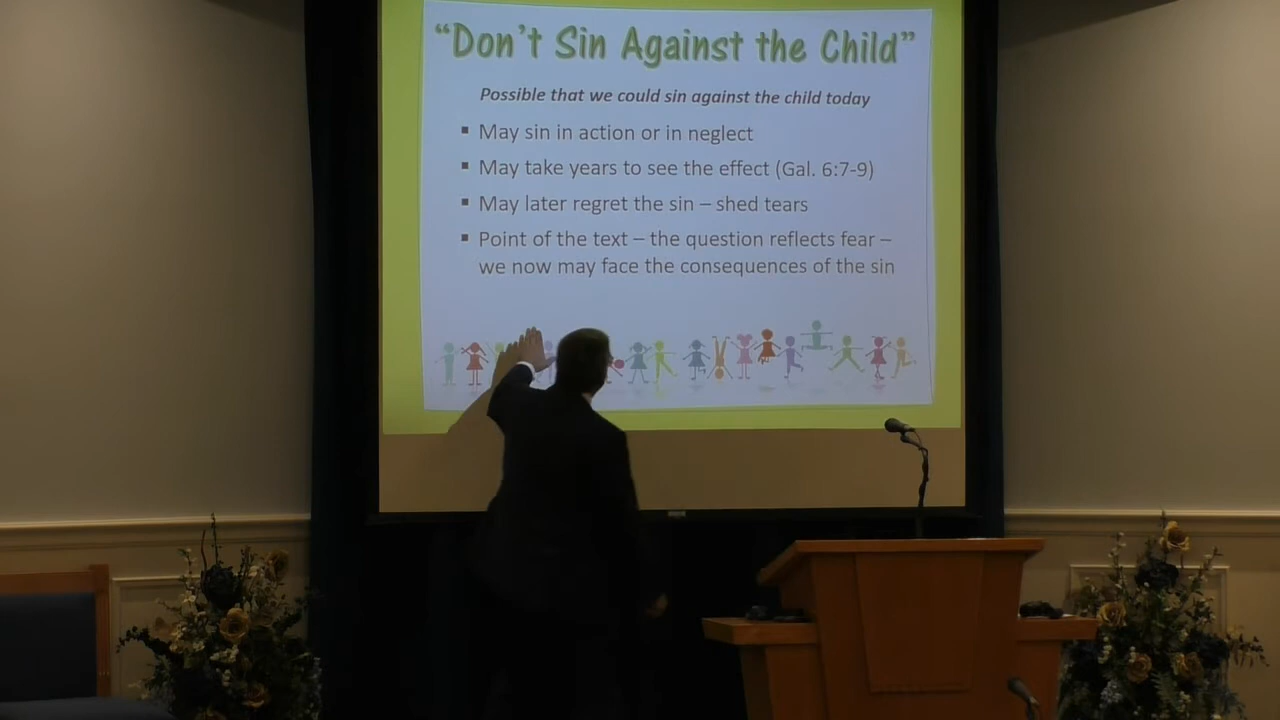 “Don't Sin Against the Child”
Possible that we could sin against the child today
▪ May sin in action or in neglect
▪ May take years to see the effect (Gal. 6:7-9)
▪ May later regret the sin – shed tears
▪ Point of the text – the question reflects fear –
we now may face the consequences of the sin